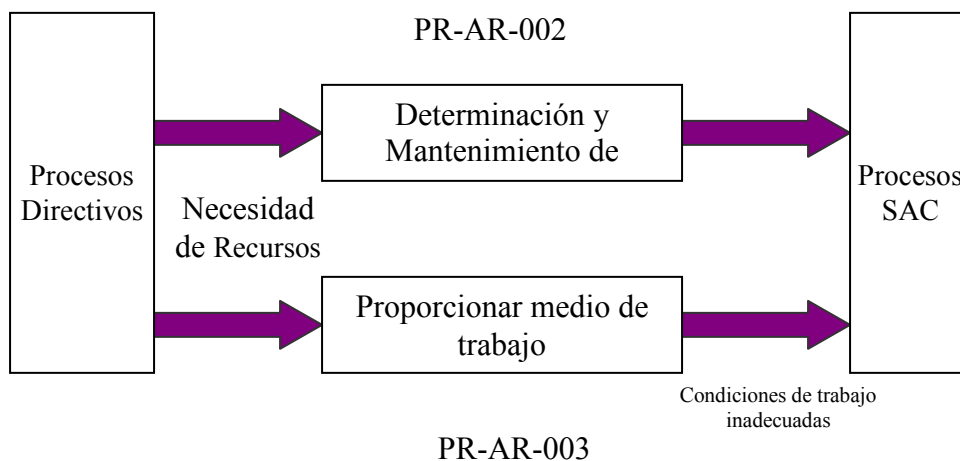 PR-AR-002
Determinación y
Mantenimiento de
Procesos
Directivos
Necesidad
de Recursos
Procesos
SAC
Proporcionar medio de
trabajo
Condiciones de trabajo
inadecuadas
PR-AR-003